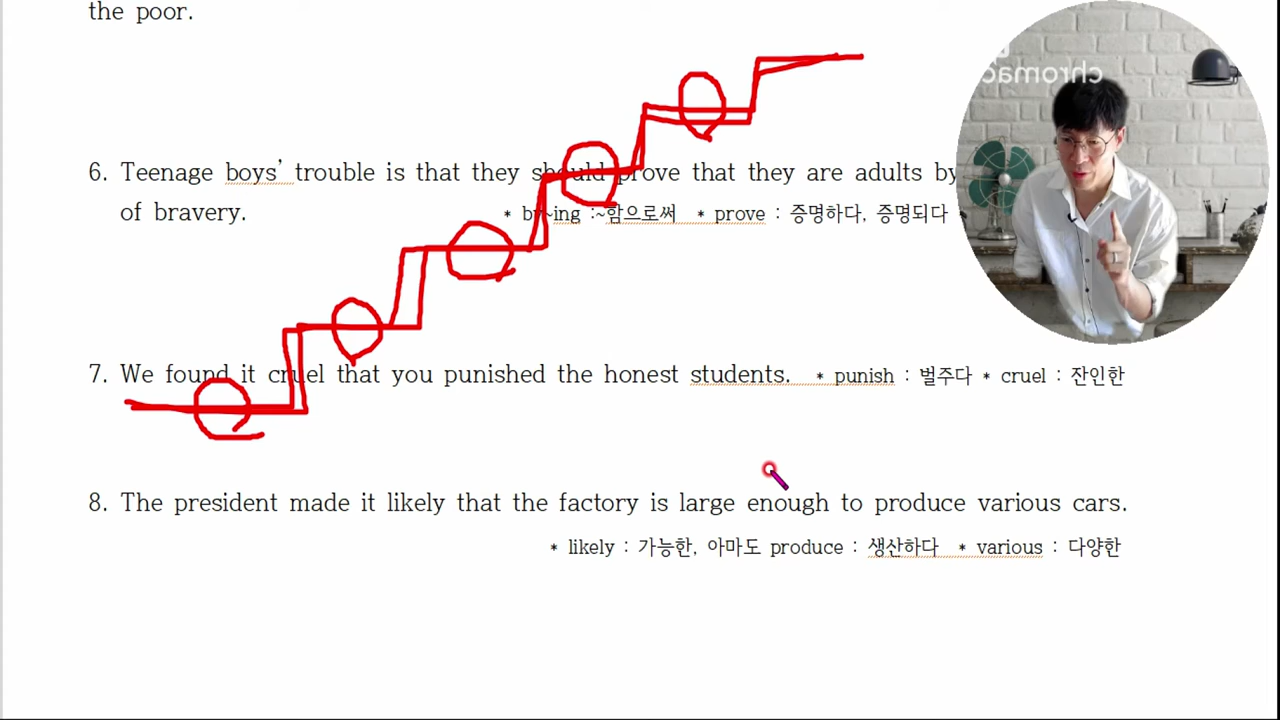 the poor.
chromac
6. Teenage boys' trouble is that they should prove that they are adults by
of bravery. * by~ing :~함으로써 * prove : 증명하다, 증명되다
7. We found it cruel that you punished the honest students. * punish : 벌주다 * cruel : 잔인한
8. The president made it likely that the factory is large enough to produce various cars.
* likely : 가능한, 아마도 produce : 생산하다 * various : 다양한